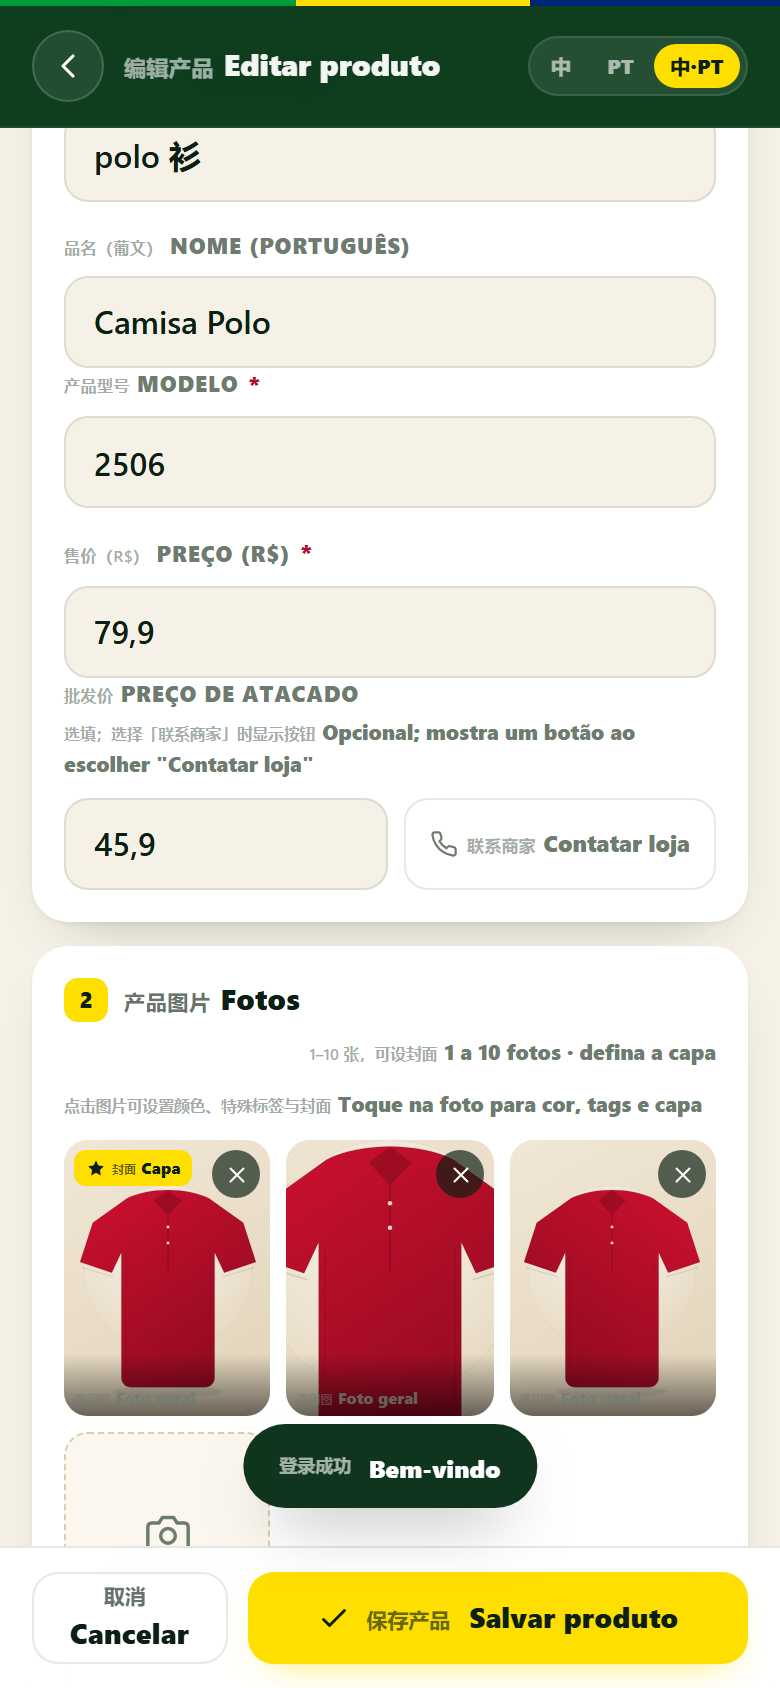 编辑产品 Editar produto
中 PT 中·PT
polo 衫
品名（葡文） NOME (PORTUGUÊS)
Camisa Polo
产品型号 MODELO *
2506
售价（R$） PREÇO (R$) *
79,9
批发价 PREÇO DE ATACADO
选填；选择「联系商家」时显示按钮 Opcional; mostra um botão ao
escolher "Contatar loja"
45,9
联系商家 Contatar loja
2 产品图片 Fotos
1–10 张，可设封面 1 a 10 fotos · defina a capa
点击图片可设置颜色、特殊标签与封面 Toque na foto para cor, tags e capa
封面 Capa
Foto geral
Foto geral
Foto geral
登录成功 Bem-vindo
取消
Cancelar
保存产品 Salvar produto